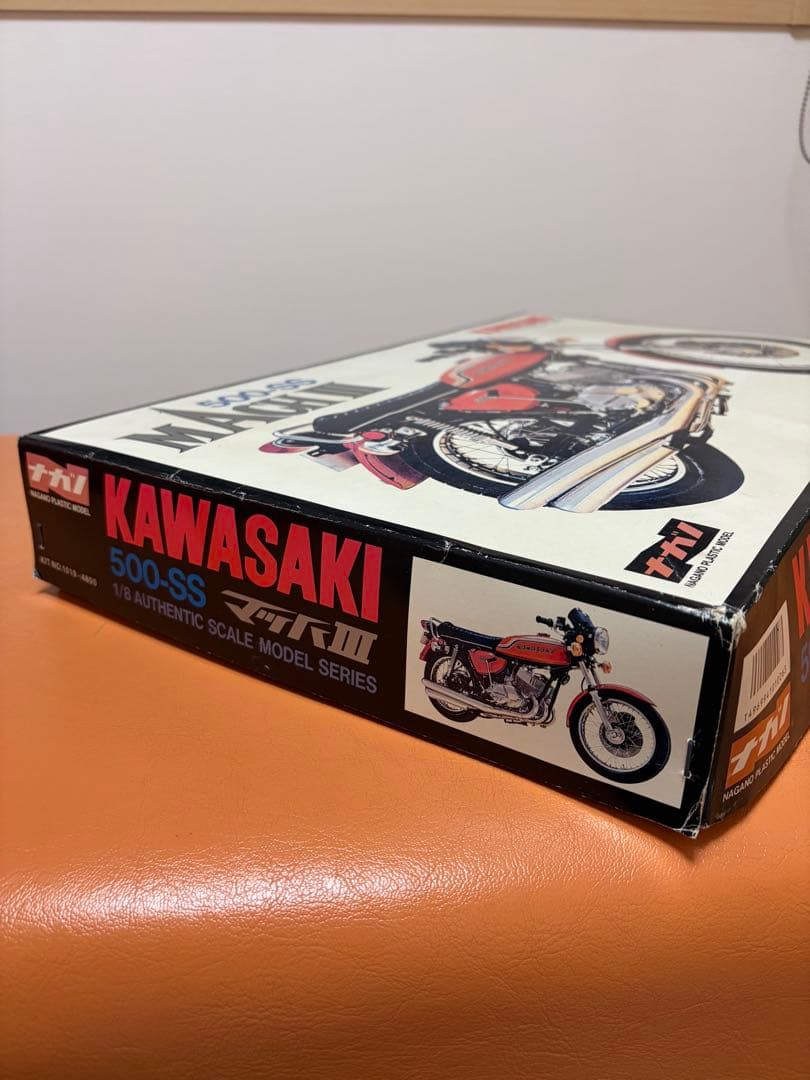 500-SS
MACH III
ナガノ
NAGANO PLASTIC MODEL
ナガノ
NAGANO PLASTIC MODEL
KAWASAKI
500-SS マッハIII
1/8 AUTHENTIC SCALE MODEL SERIES
KAWASAKI
ナガノ
NAGANO PLASTIC MODEL